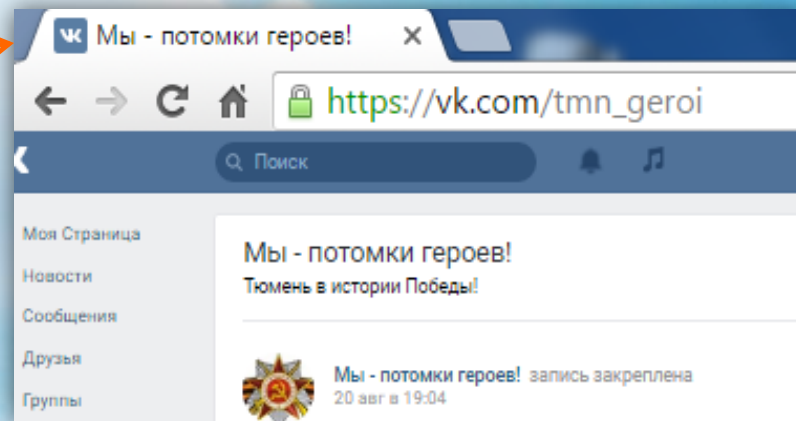 Мы - потомки героев!
https://vk.com/tmn_geroi
Поиск
Моя Страница
Новости
Сообщения
Друзья
Группы
Мы - потомки героев!
Тюмень в истории Победы!
Мы - потомки героев! запись закреплена
20 авг в 19:04